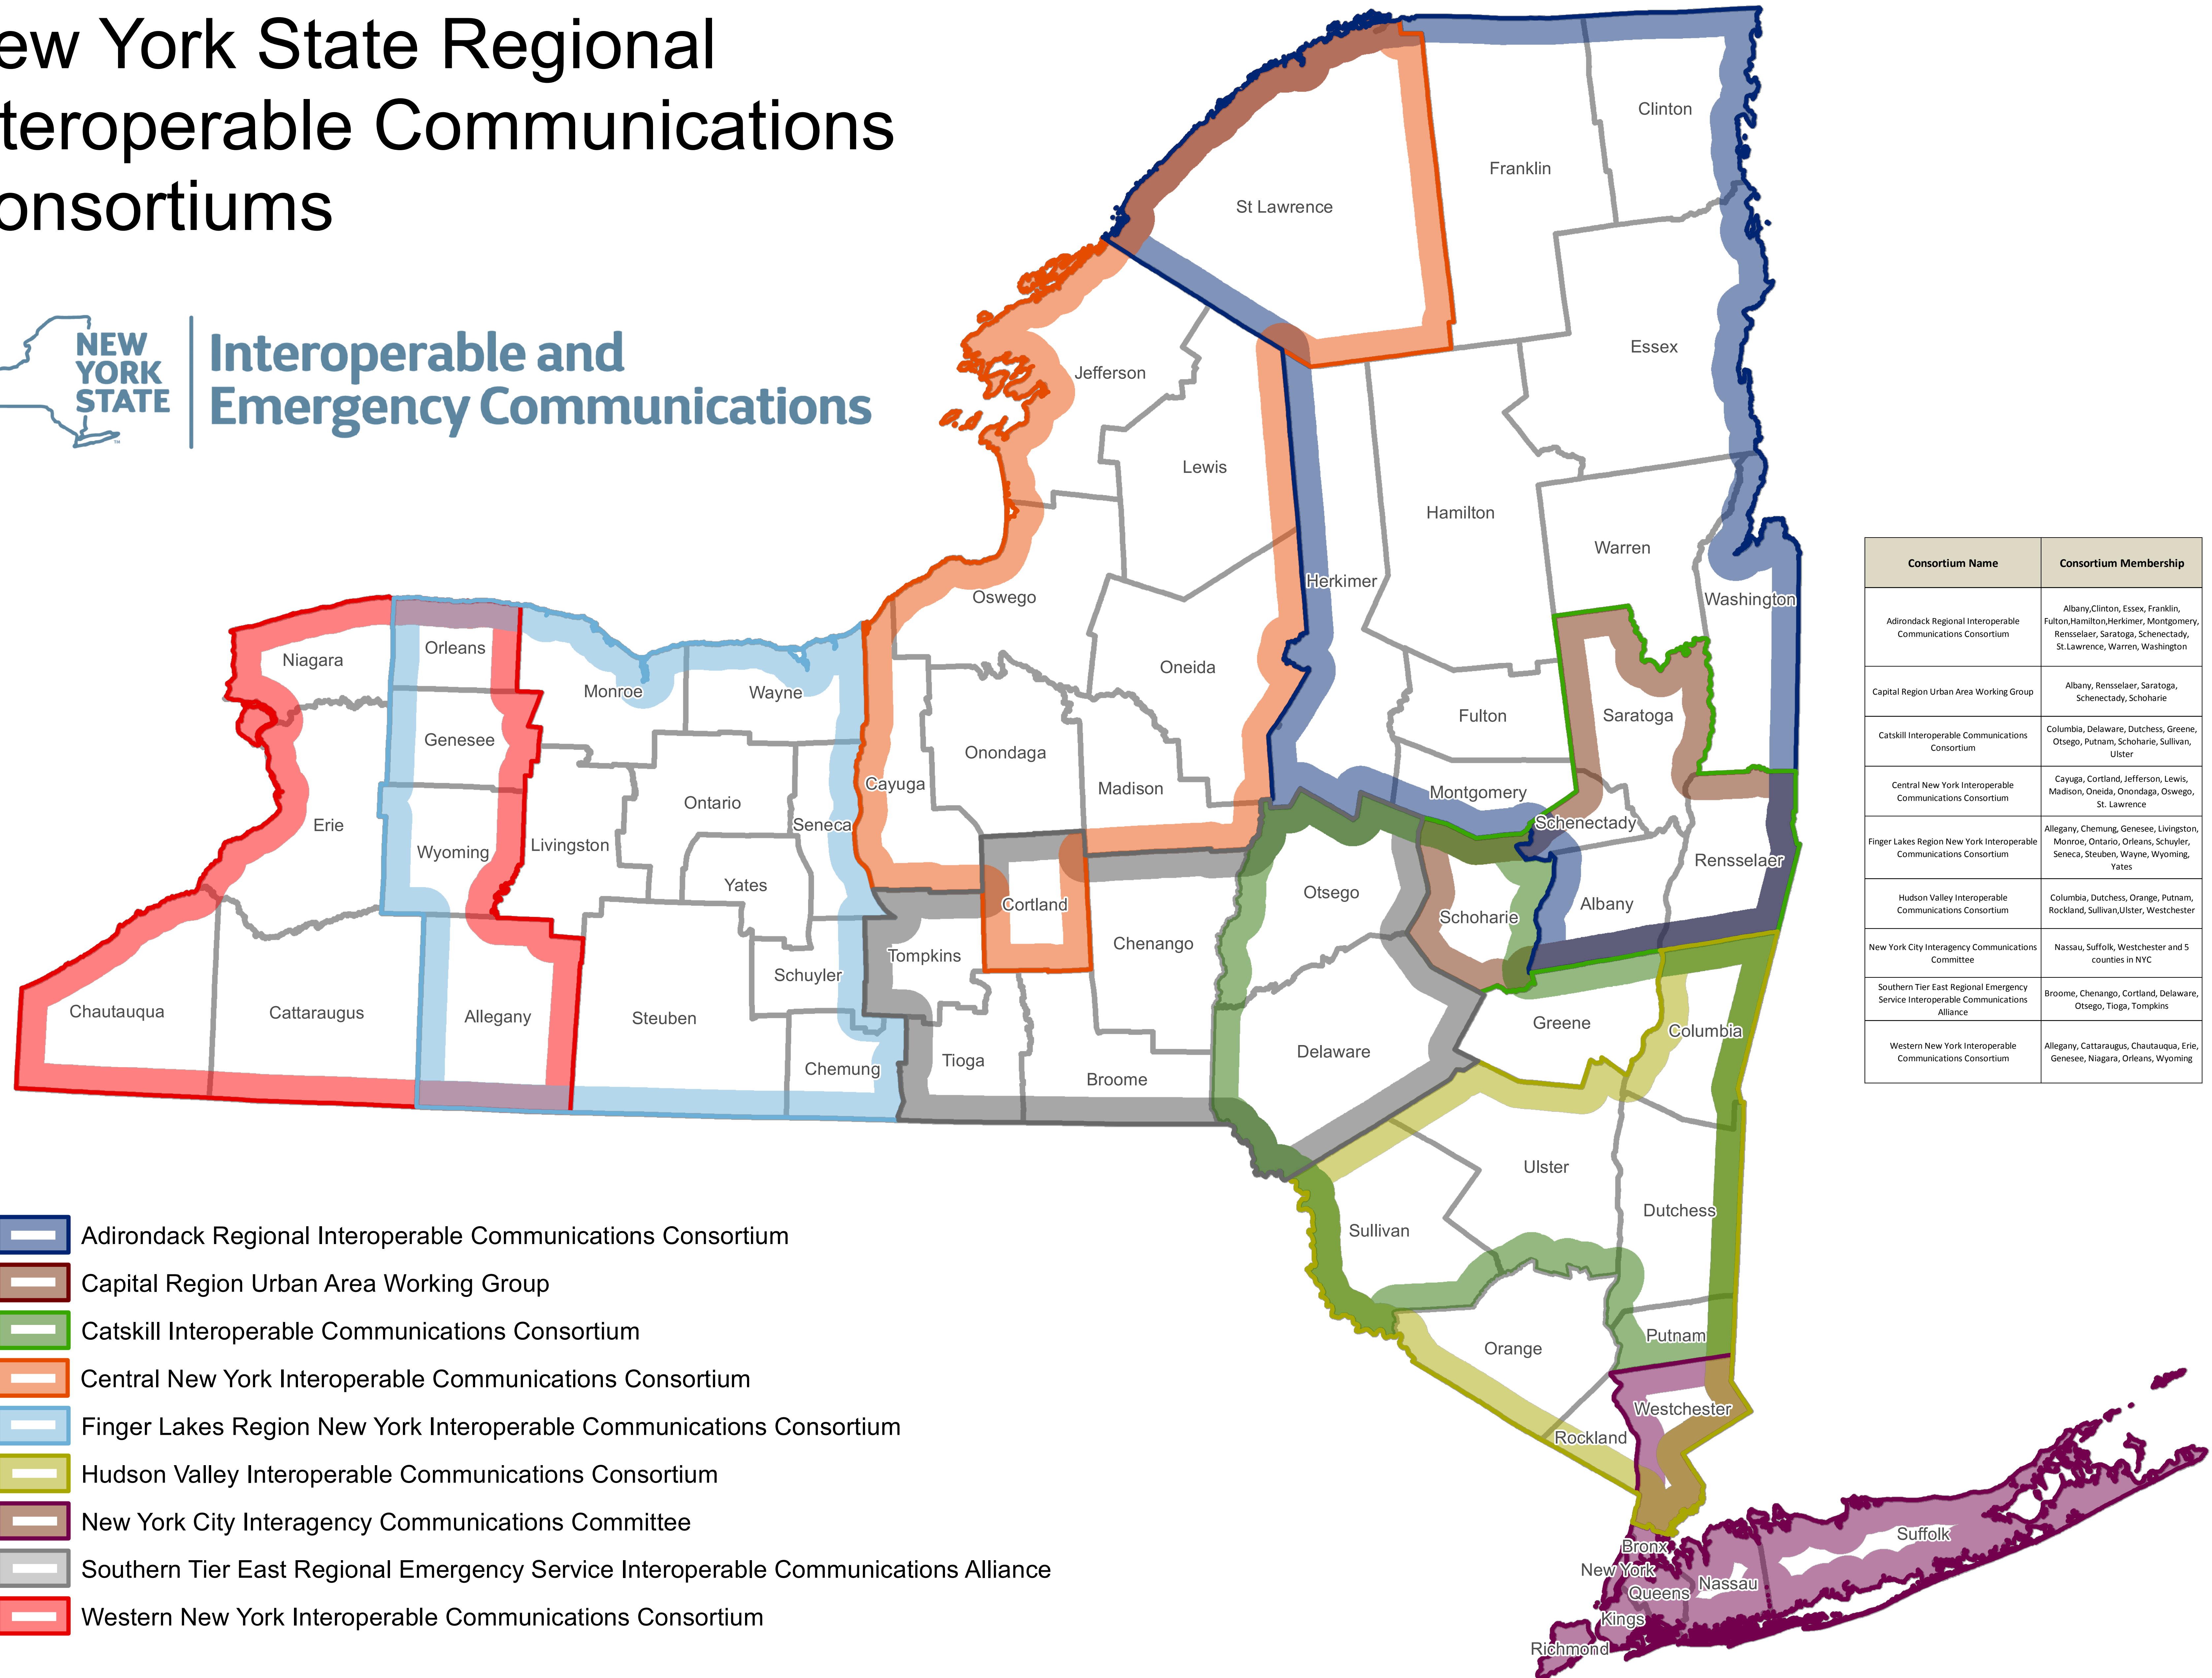 ew York State Regional
teroperable Communications
onsortiums
NEW
YORK
STATE
TM
Interoperable and
Emergency Communications
Clinton
Franklin
St Lawrence
Essex
Jefferson
Lewis
Hamilton
Warren
Herkimer
Oswego
Washington
Orleans
Niagara
Oneida
Monroe
Wayne
Fulton
Saratoga
Genesee
Onondaga
Cayuga
Madison
Montgomery
Ontario
Erie
Seneca
Schenectady
Wyoming
Livingston
Rensselaer
Yates
Otsego
Cortland
Albany
Schoharie
Chenango
Tompkins
Schuyler
Chautauqua
Cattaraugus
Allegany
Steuben
Greene
Columbia
Delaware
Tioga
Chemung
Broome
Ulster
Dutchess
Sullivan
Putnam
Orange
Westchester
Rockland
Suffolk
Bronx
New York
Nassau
Queens
Kings
Richmond
Consortium Name
Consortium Membership
Adirondack Regional Interoperable
Communications Consortium
Albany,Clinton, Essex, Franklin,
Fulton,Hamilton,Herkimer, Montgomery,
Rensselaer, Saratoga, Schenectady,
St.Lawrence, Warren, Washington
Capital Region Urban Area Working Group
Albany, Rensselaer, Saratoga,
Schenectady, Schoharie
Catskill Interoperable Communications
Consortium
Columbia, Delaware, Dutchess, Greene,
Otsego, Putnam, Schoharie, Sullivan,
Ulster
Central New York Interoperable
Communications Consortium
Cayuga, Cortland, Jefferson, Lewis,
Madison, Oneida, Onondaga, Oswego,
St. Lawrence
Finger Lakes Region New York Interoperable
Communications Consortium
Allegany, Chemung, Genesee, Livingston,
Monroe, Ontario, Orleans, Schuyler,
Seneca, Steuben, Wayne, Wyoming,
Yates
Hudson Valley Interoperable
Communications Consortium
Columbia, Dutchess, Orange, Putnam,
Rockland, Sullivan,Ulster, Westchester
New York City Interagency Communications
Committee
Nassau, Suffolk, Westchester and 5
counties in NYC
Southern Tier East Regional Emergency
Service Interoperable Communications
Alliance
Broome, Chenango, Cortland, Delaware,
Otsego, Tioga, Tompkins
Western New York Interoperable
Communications Consortium
Allegany, Cattaraugus, Chautauqua, Erie,
Genesee, Niagara, Orleans, Wyoming
Adirondack Regional Interoperable Communications Consortium
Capital Region Urban Area Working Group
Catskill Interoperable Communications Consortium
Central New York Interoperable Communications Consortium
Finger Lakes Region New York Interoperable Communications Consortium
Hudson Valley Interoperable Communications Consortium
New York City Interagency Communications Committee
Southern Tier East Regional Emergency Service Interoperable Communications Alliance
Western New York Interoperable Communications Consortium